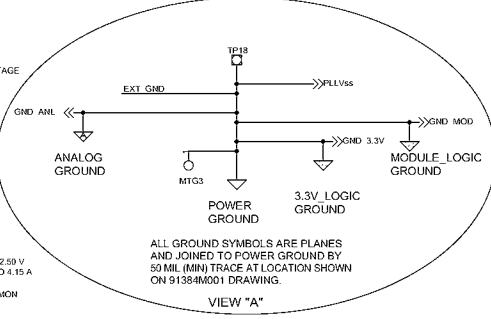 TP18
TAGE
PLLVss
EXT GND
GND ANL
GND MOD
GND 3.3V
A
ANALOG
GROUND
MODULE_LOGIC
GROUND
MTG3
3.3V_LOGIC
GROUND
POWER
GROUND
ALL GROUND SYMBOLS ARE PLANES
AND JOINED TO POWER GROUND BY
50 MIL (MIN) TRACE AT LOCATION SHOWN
ON 91384M001 DRAWING.
2.50 V
O 4.15 A
MON
VIEW "A"